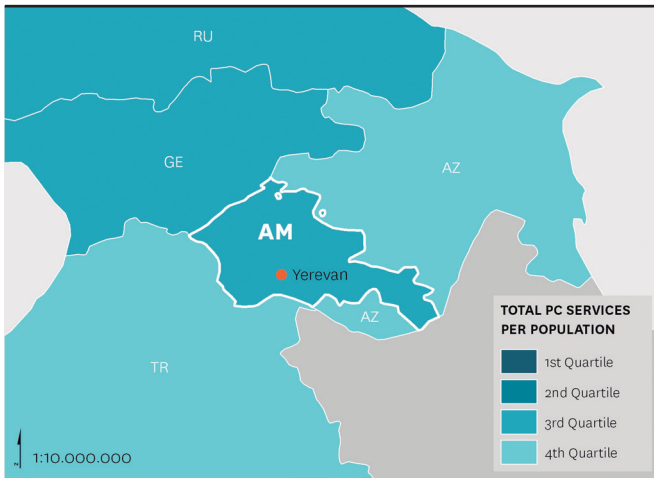 RU
GE
AZ
AM
Yerevan
AZ
TR
TOTAL PC SERVICES
PER POPULATION
1st Quartile
2nd Quartile
3rd Quartile
4th Quartile
N
1:10.000.000